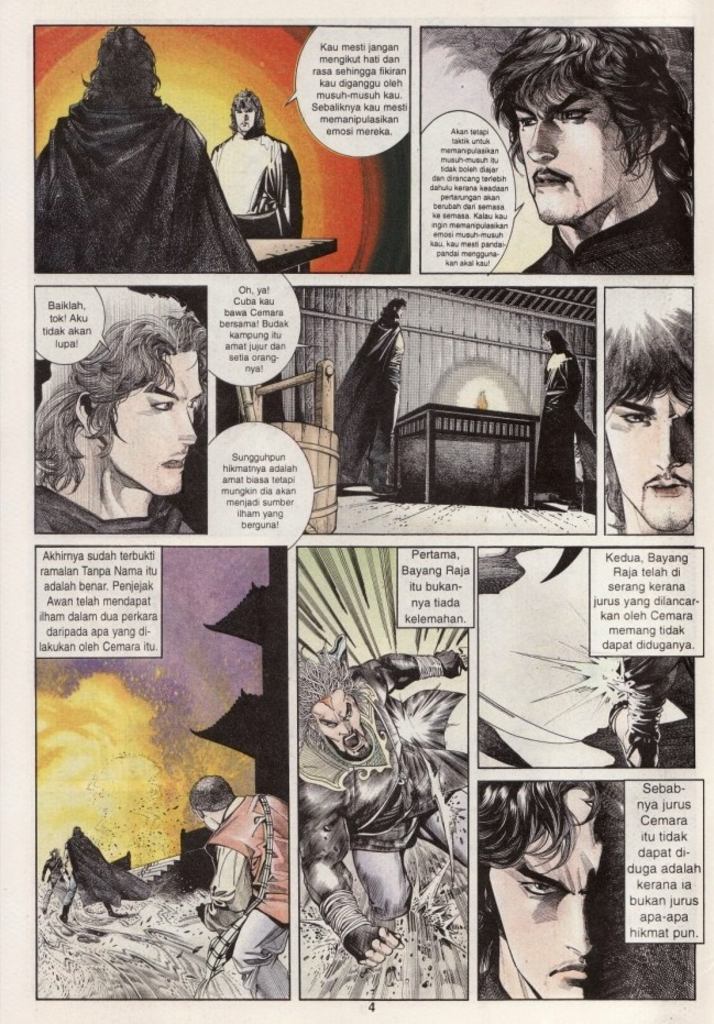 Kau mesti jangan
mengikut hati dan
rasa sehingga fikiran
kau diganggu oleh
musuh-musuh kau.
Sebaliknya kau mesti
memanipulasikan
emosi mereka.
Akan tetapi
taktik untuk
memanipulasikan
musuh-musuh itu
tidak boleh diajar
dan dirancang terlebih
dahulu kerana keadaan
pertarungan akan
berubah dari semasa
ke semasa. Kalau kau
ingin memanipulasikan
emosi musuh-musuh
kau, kau mesti pandai-
pandai mengguna-
kan akal kau!
Baiklah,
tok! Aku
tidak akan
lupa!
Oh, ya!
Cuba kau
bawa Cemara
bersama! Budak
kampung itu
amat jujur dan
setia orang-
nya!
Sungguhpun
hikmatnya adalah
amat biasa tetapi
mungkin dia akan
menjadi sumber
ilham yang
berguna!
Akhirnya sudah terbukti
ramalan Tanpa Nama itu
adalah benar. Penjejak
Awan telah mendapat
ilham dalam dua perkara
daripada apa yang di-
lakukan oleh Cemara itu.
Pertama,
Bayang Raja
itu bukan-
nya tiada
kelemahan.
Kedua, Bayang
Raja telah di
serang kerana
jurus yang dilancar-
kan oleh Cemara
memang tidak
dapat diduganya.
Sebab-
nya jurus
Cemara
itu tidak
dapat di-
duga adalah
kerana ia
bukan jurus
apa-apa
hikmat pun.
4